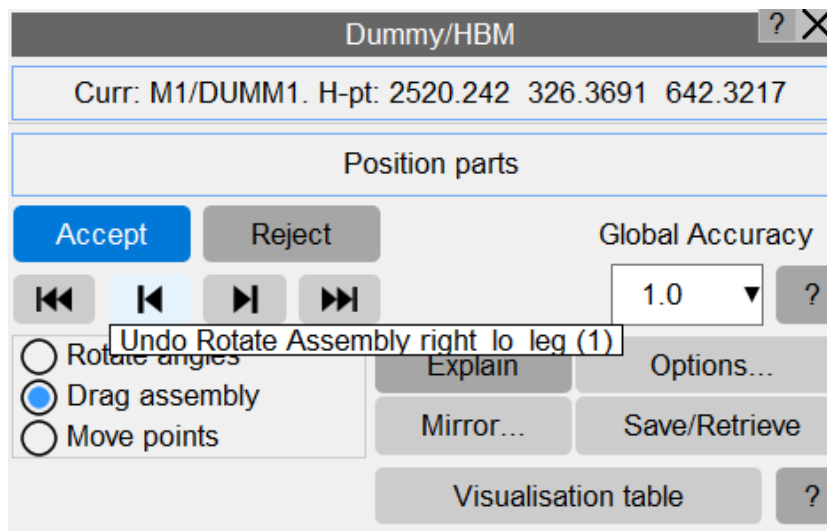 Dummy/HBM
?
Curr: M1/DUMM1. H-pt: 2520.242 326.3691 642.3217
Position parts
Accept Reject Global Accuracy
1.0 ?
Undo Rotate Assembly right_lo_leg (1)
Rotate angles Explain Options...
Drag assembly
Move points Mirror... Save/Retrieve
Visualisation table ?